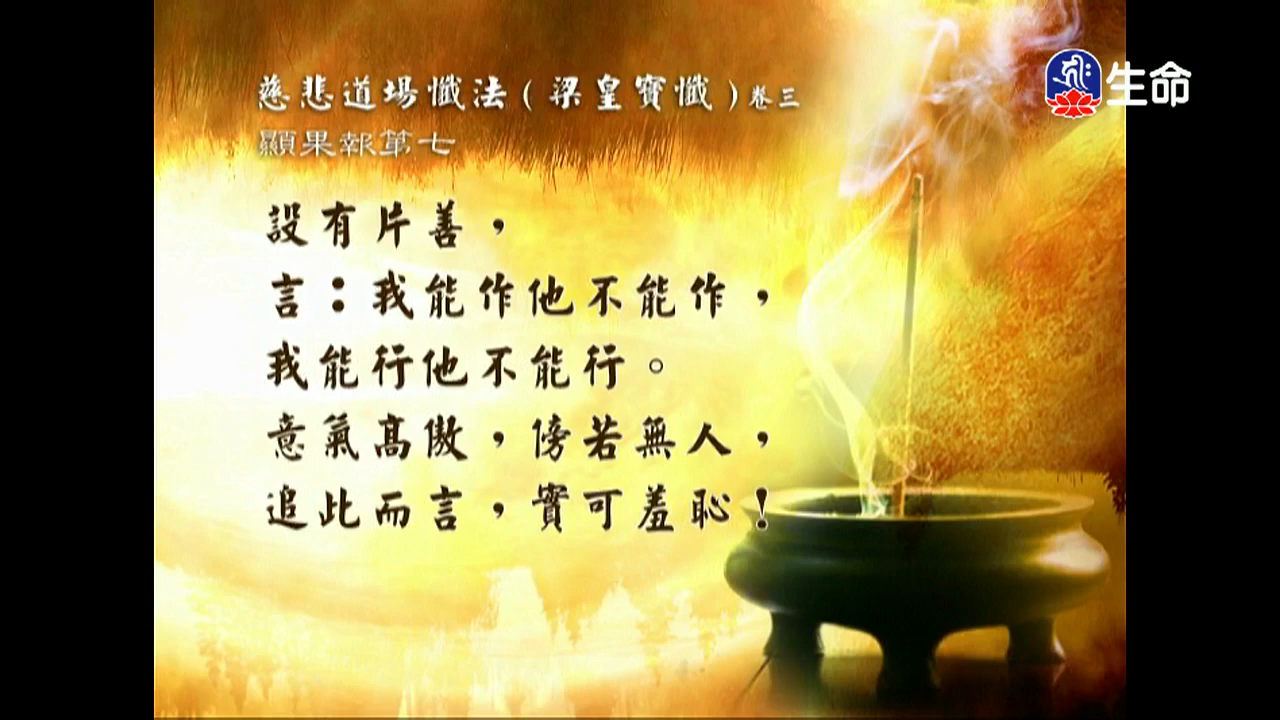 慈悲道場懺法(梁皇寶懺)卷三
顯果報第七
生命
設有片善，
言：我能作他不能作，
我能行他不能行。
意氣高傲，傍若無人，
追此而言，實可羞恥！